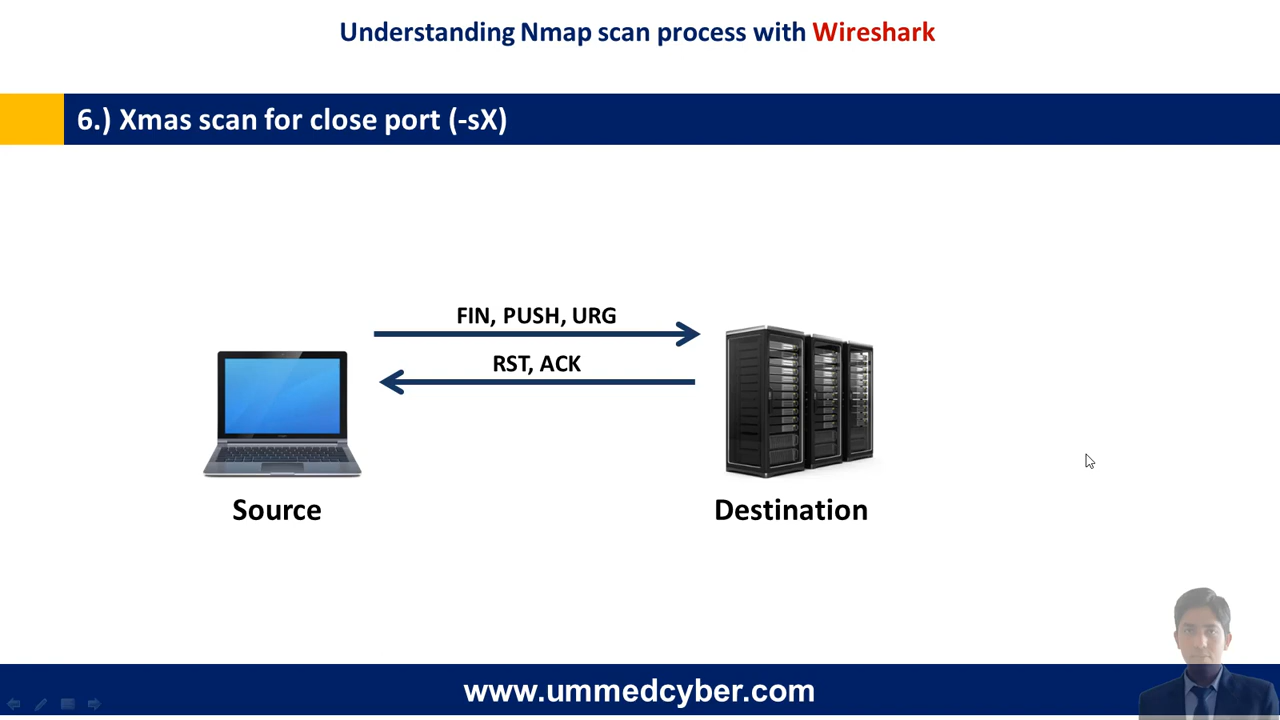 Understanding Nmap scan process with Wireshark
6.) Xmas scan for close port (-sX)
FIN, PUSH, URG
RST, ACK
Source
Destination
www.ummedcyber.com